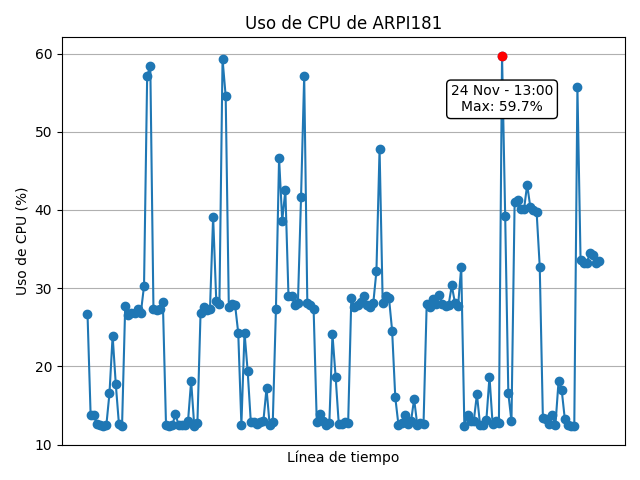 Uso de CPU de ARPI181
60
50
40
30
20
10
Uso de CPU (%)
24 Nov - 13:00
Max: 59.7%
Línea de tiempo